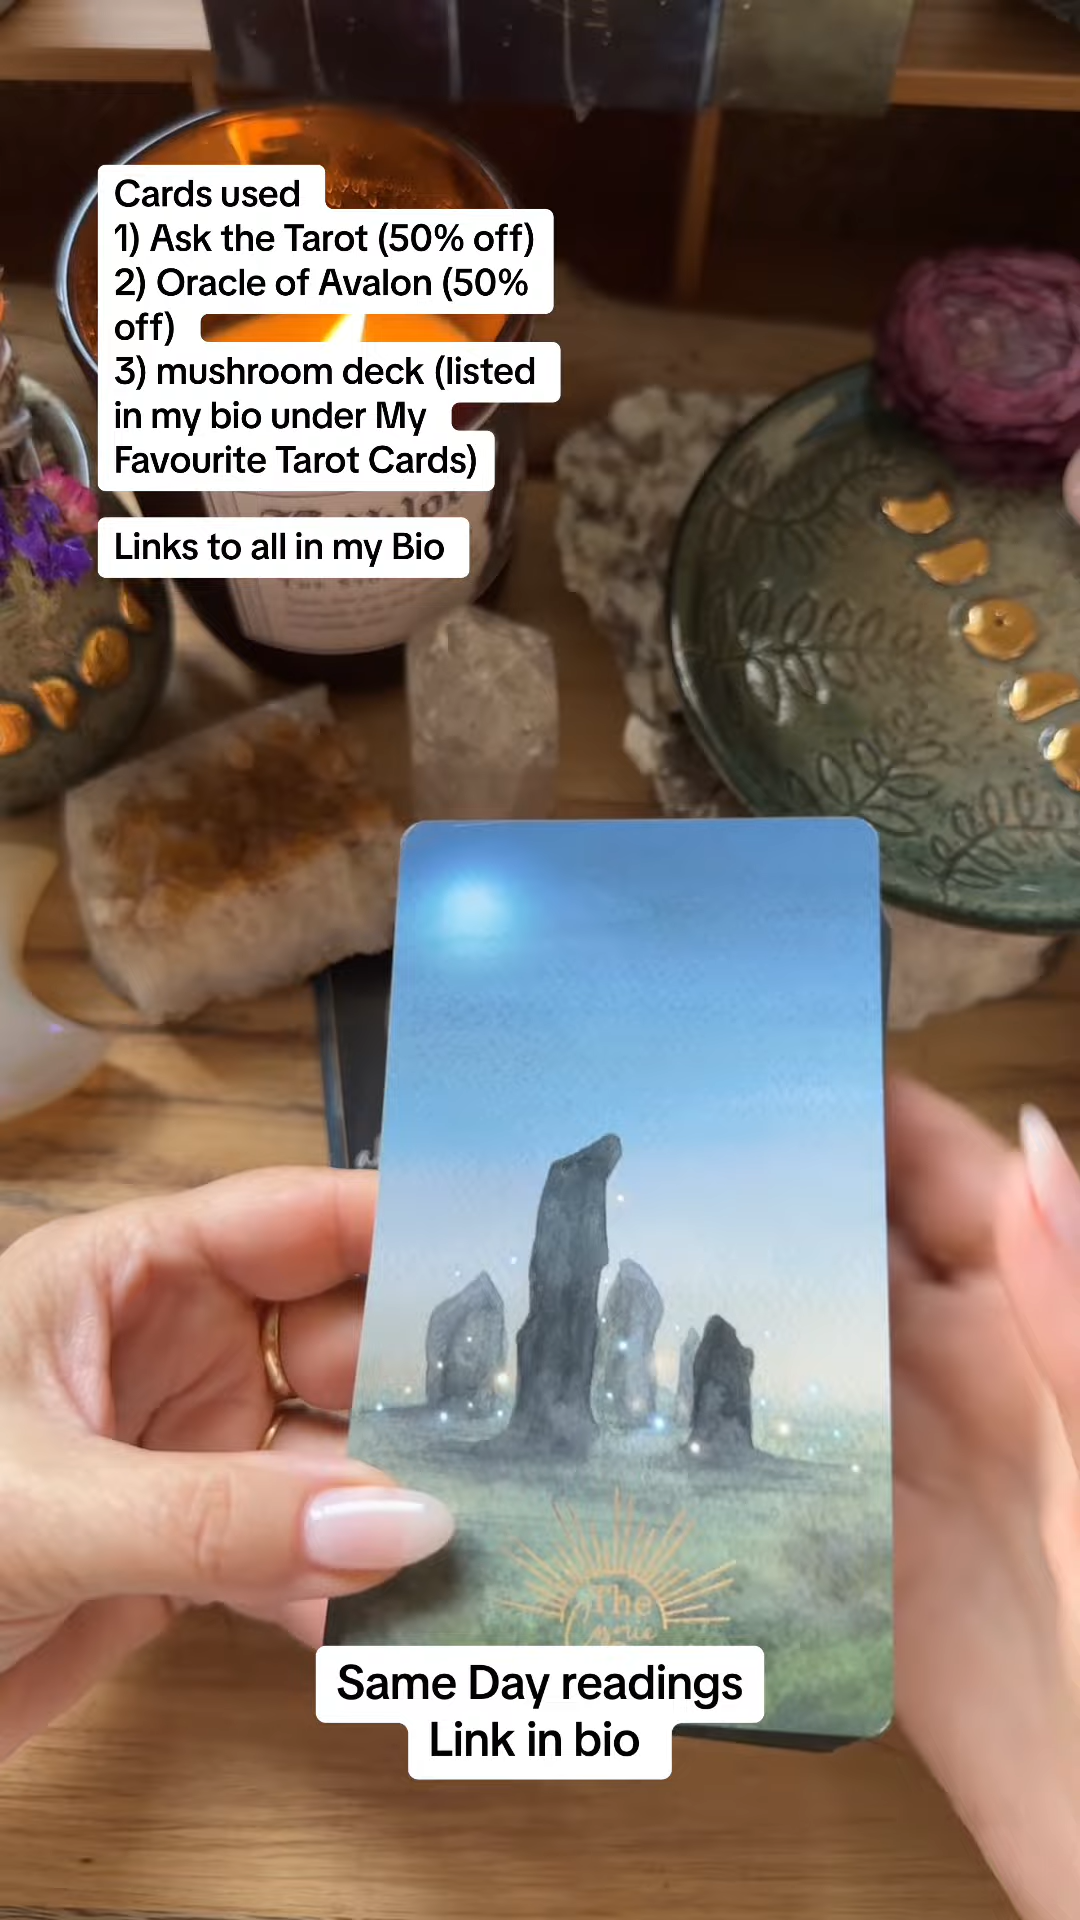 Cards used
1) Ask the Tarot (50% off)
2) Oracle of Avalon (50%
off)
3) mushroom deck (listed
in my bio under My
Favourite Tarot Cards)
Links to all in my Bio
The
Same Day readings
Link in bio